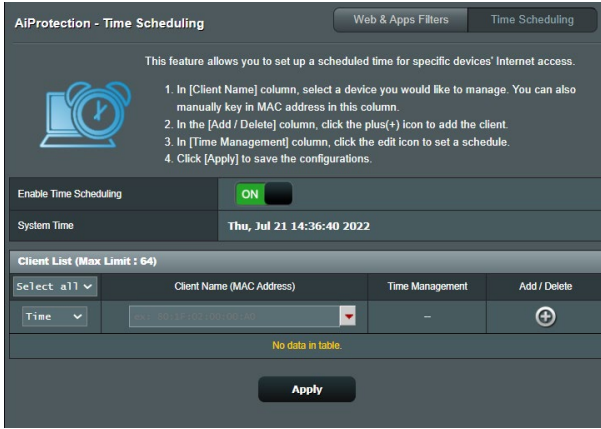 AiProtection - Time Scheduling
Web & Apps Filters
Time Scheduling
This feature allows you to set up a scheduled time for specific devices' Internet access.
1. In [Client Name] column, select a device you would like to manage. You can also
manually key in MAC address in this
column.
2. In the [Add / Delete] column, click the plus(+) icon to add the client.
3. In [Time Management] column, click the edit icon to set a schedule.
4. Click [Apply] to save the configurations.
Enable Time Scheduling
ON
System Time
Thu, Jul 21 14:36:40 2022
Client List (Max Limit : 64)
Select all
Client Name (MAC Address)
Time Management
Add / Delete
Time
--
No data in table.
Apply